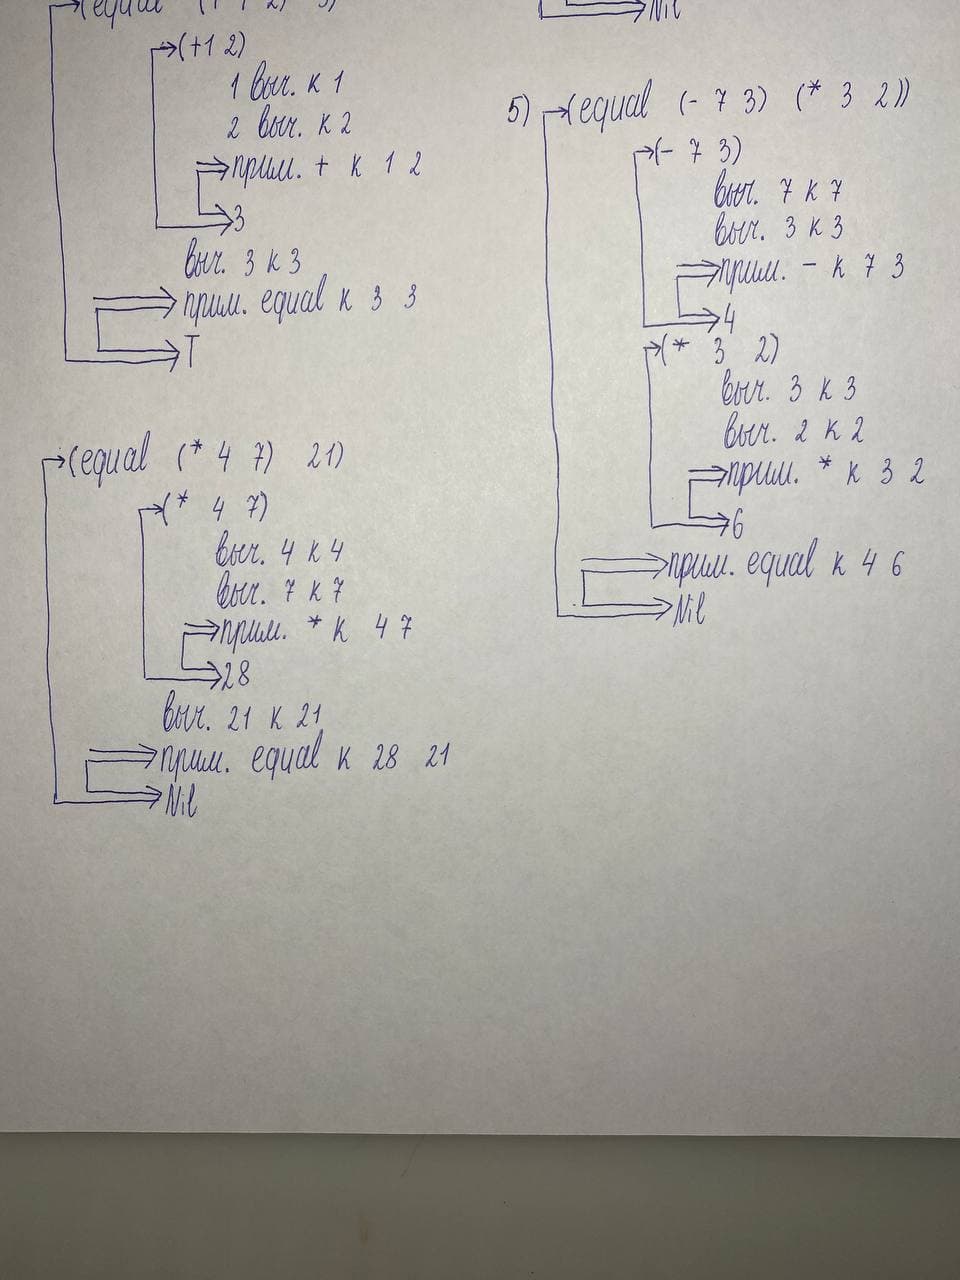 (equal (+ 1 2) 3)
(+1 2)
1 выч. к 1
2 выч. к 2
прим. + к 1 2
3
выч. 3 к 3
прим. equal к 3 3
T
(equal (* 4 7) 21)
(* 4 7)
выч. 4 к 4
выч. 7 к 7
прим. * к 4 7
28
выч. 21 к 21
прим. equal к 28 21
Nil
Nil
5) (equal (- 7 3) (* 3 2))
(- 7 3)
выч. 7 к 7
выч. 3 к 3
прим. - к 7 3
4
(* 3 2)
выч. 3 к 3
выч. 2 к 2
прим. * к 3 2
6
прим. equal к 4 6
Nil